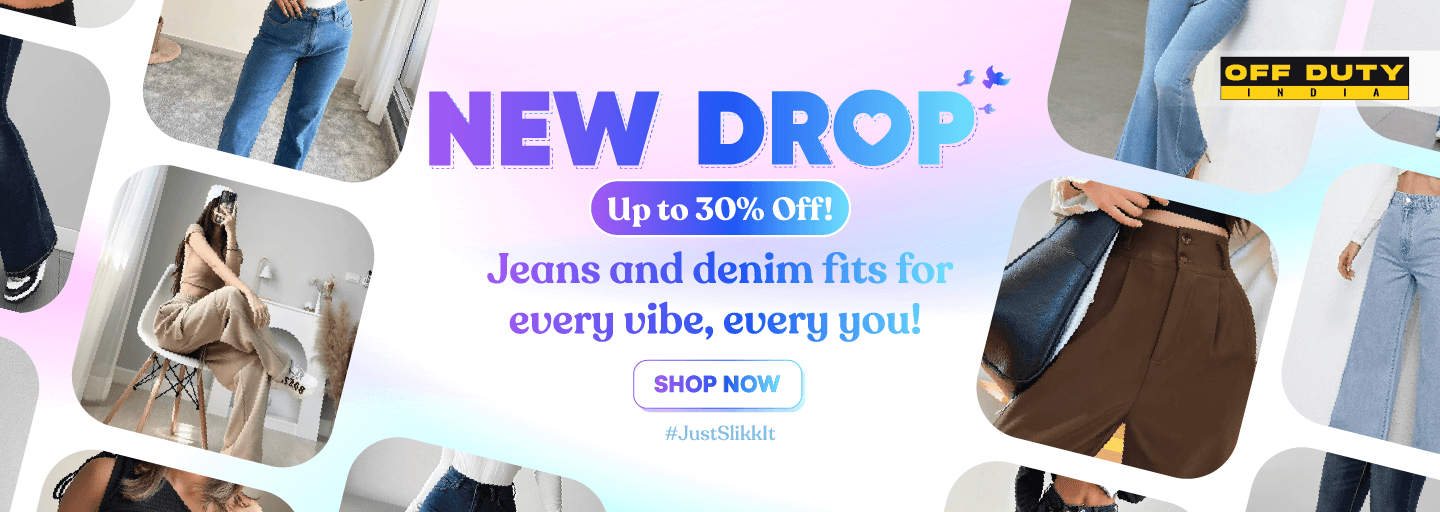 NEW DROP
OFF DUTY
INDIA
Up to 30% Off!
Jeans and denim fits for
every vibe, every you!
SHOP NOW
#JustSlikkIt